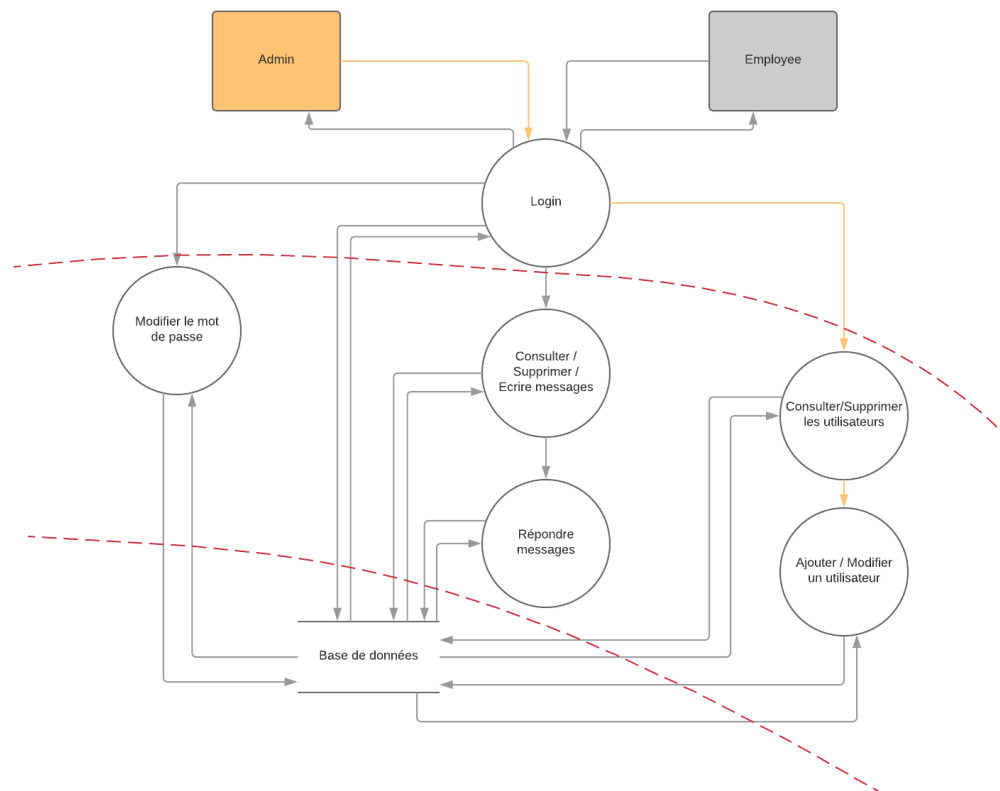 Admin
Employee
Login
Modifier le mot
de passe
Consulter /
Supprimer /
Ecrire messages
Consulter/Supprimer
les utilisateurs
Répondre
messages
Ajouter / Modifier
un utilisateur
Base de données